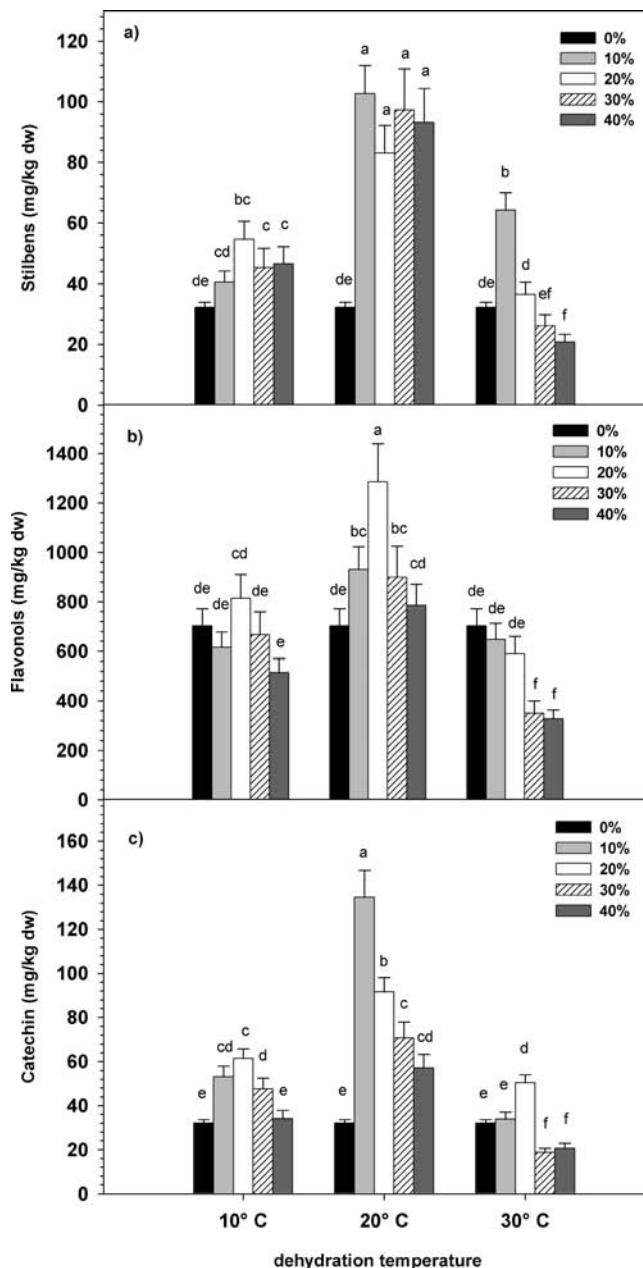 a)
0%
10%
20%
30%
40%
120
100
80
60
40
20
0
Stilbens (mg/kg dw)
de cd bc c c
de a a a a
de b d ef f
b)
0%
10%
20%
30%
40%
1400
1200
1000
800
600
400
200
0
Flavonols (mg/kg dw)
de de cd de e
de bc a bc cd
de de de f f
c)
0%
10%
20%
30%
40%
160
140
120
100
80
60
40
20
0
Catechin (mg/kg dw)
e cd c d e
e a b c cd
e e d f f
10° C 20° C 30° C
dehydration temperature